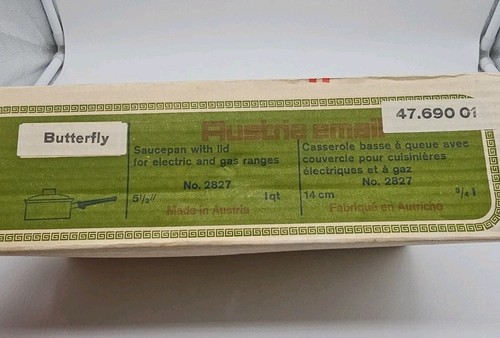 Butterfly
47.690 01
Austria email
Saucepan with lid
for electric and gas ranges
No. 2827
5½"
1qt
Made in Austria
Casserole basse à queue avec
couvercle pour cuisinières
électriques et à gaz
No. 2827
14 cm
¾ l
Fabriqué en Autriche